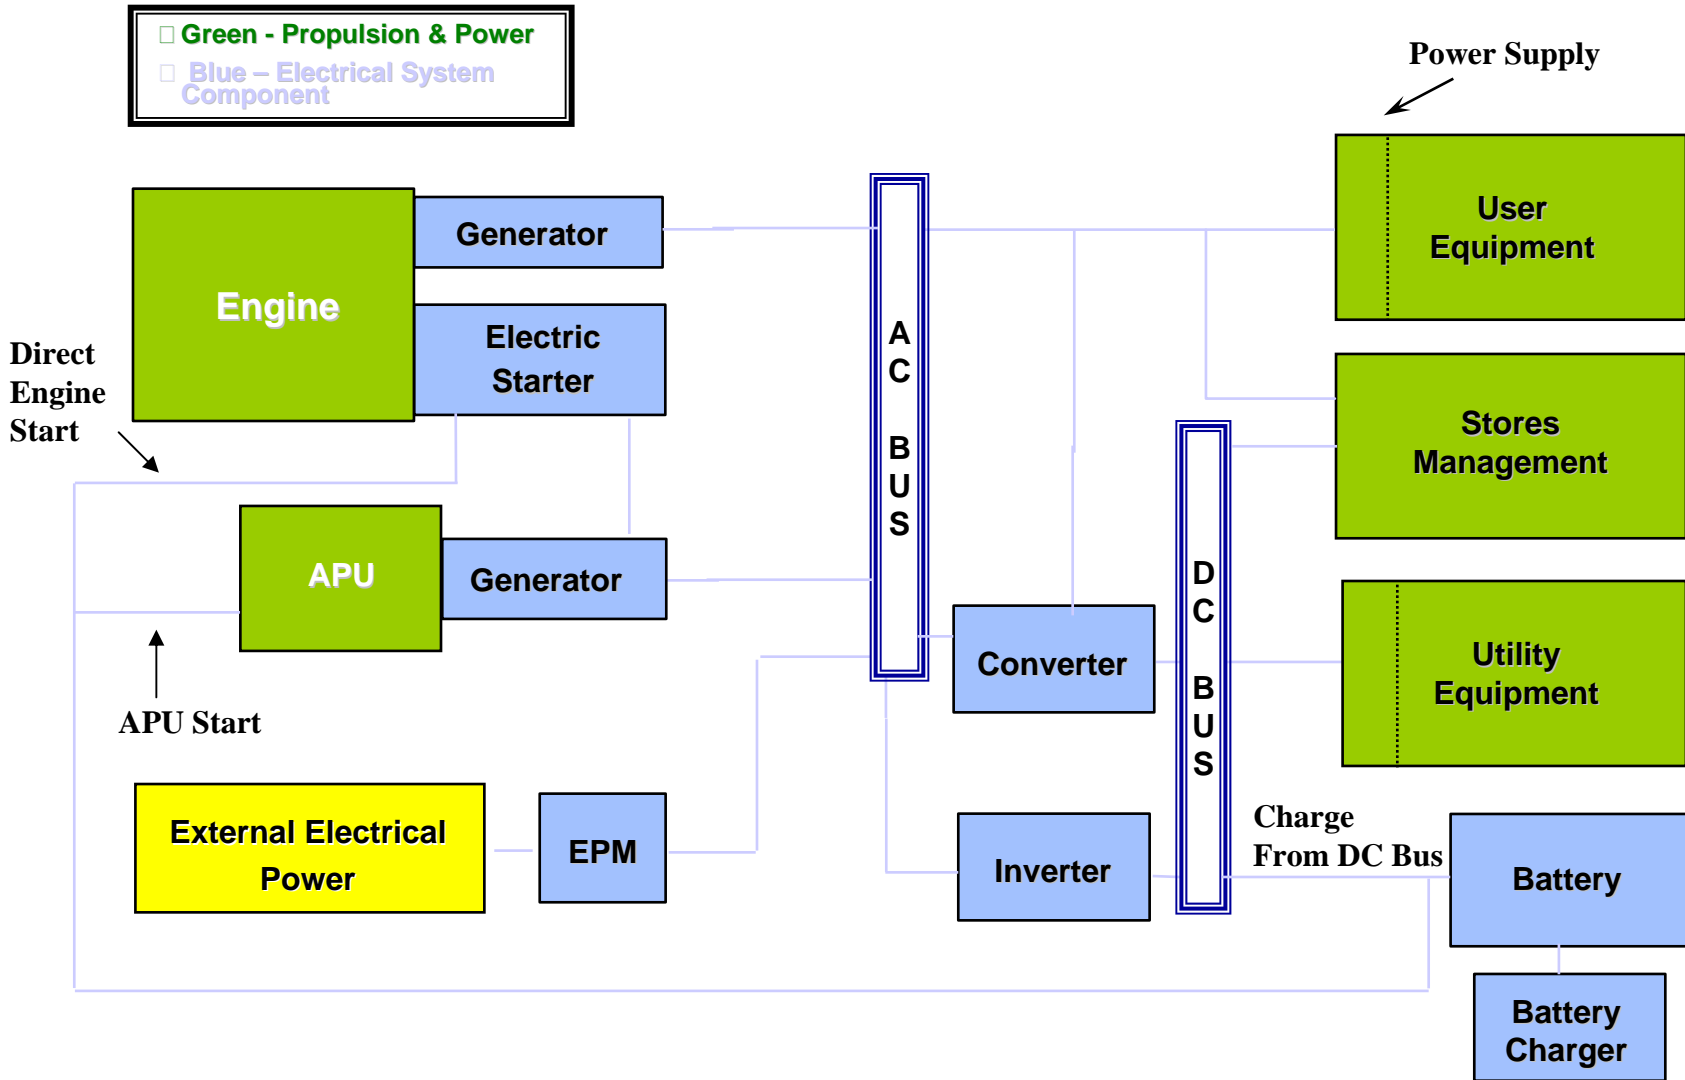 □ Green - Propulsion & Power
□ Blue – Electrical System
Component
Power Supply
User
Equipment
Generator
Engine
Electric
Starter
Direct
Engine
Start
A
C
B
U
S
Stores
Management
APU
Generator
D
C
B
U
S
Converter
Utility
Equipment
APU Start
External Electrical
Power
EPM
Inverter
Charge
From DC Bus
Battery
Battery
Charger